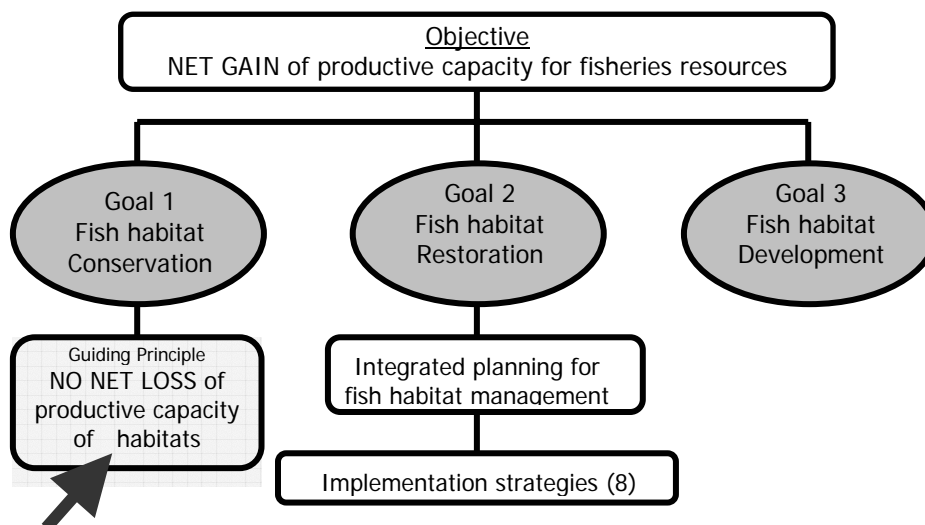 Objective
NET GAIN of productive capacity for fisheries resources
Goal 1
Fish habitat
Conservation
Goal 2
Fish habitat
Restoration
Goal 3
Fish habitat
Development
Guiding Principle
NO NET LOSS of
productive capacity
of habitats
Integrated planning for
fish habitat management
Implementation strategies (8)